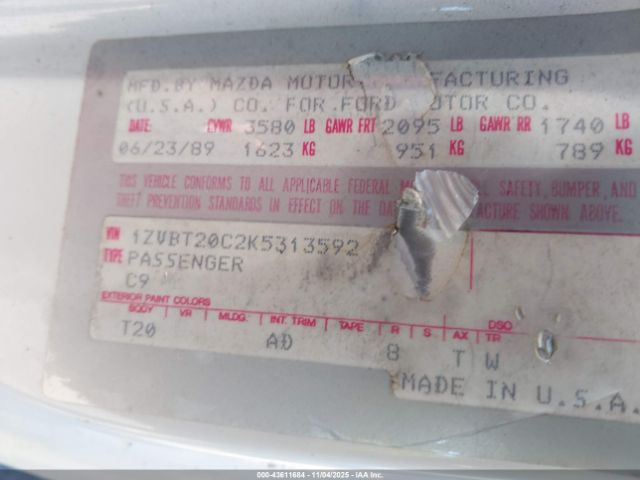 MFD. BY MAZDA MOTOR FACTURING
(U.S.A.) CO. FOR FORD MOTOR CO.
DATE: GVWR 3580 LB GAWR FRT 2095 LB GAWR RR 1740 LB
06/23/89 1623 KG 951 KG 789 KG
THIS VEHICLE CONFORMS TO ALL APPLICABLE FEDERAL SAFETY, BUMPER, AND
THEFT PREVENTION STANDARDS IN EFFECT ON THE DA FACTURE SHOWN ABOVE.
VIN 1ZVBT20C2K5313592
TYPE PASSENGER
C9
EXTERIOR PAINT COLORS DSO
BODY VR MLDG. INT. TRIM TAPE R S AX TR
T20 AD 8 T W
MADE IN U.S.A.
000-43611684 - 11/04/2025 - IAAI.com